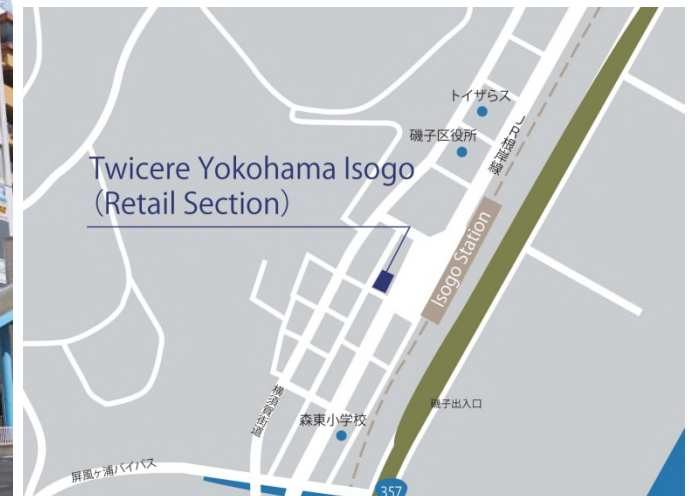 トイザらス
磯子区役所
JR根岸線
Twicere Yokohama Isogo
(Retail Section)
Isogo Station
横須賀街道
磯子出入口
森東小学校
屏風ヶ浦バイパス
357